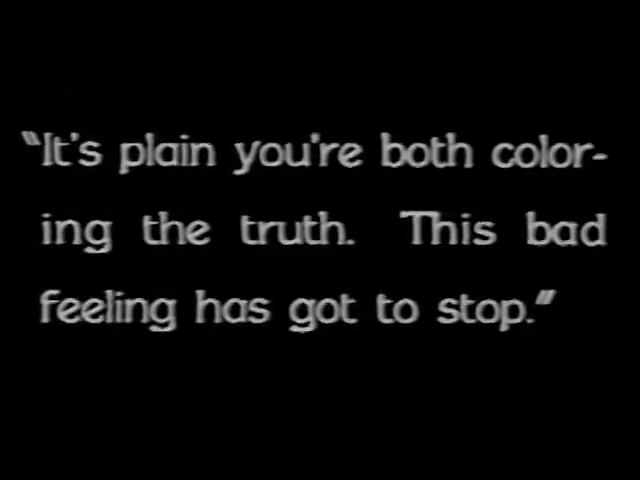 "It's plain you're both color-
ing the truth. This bad
feeling has got to stop."